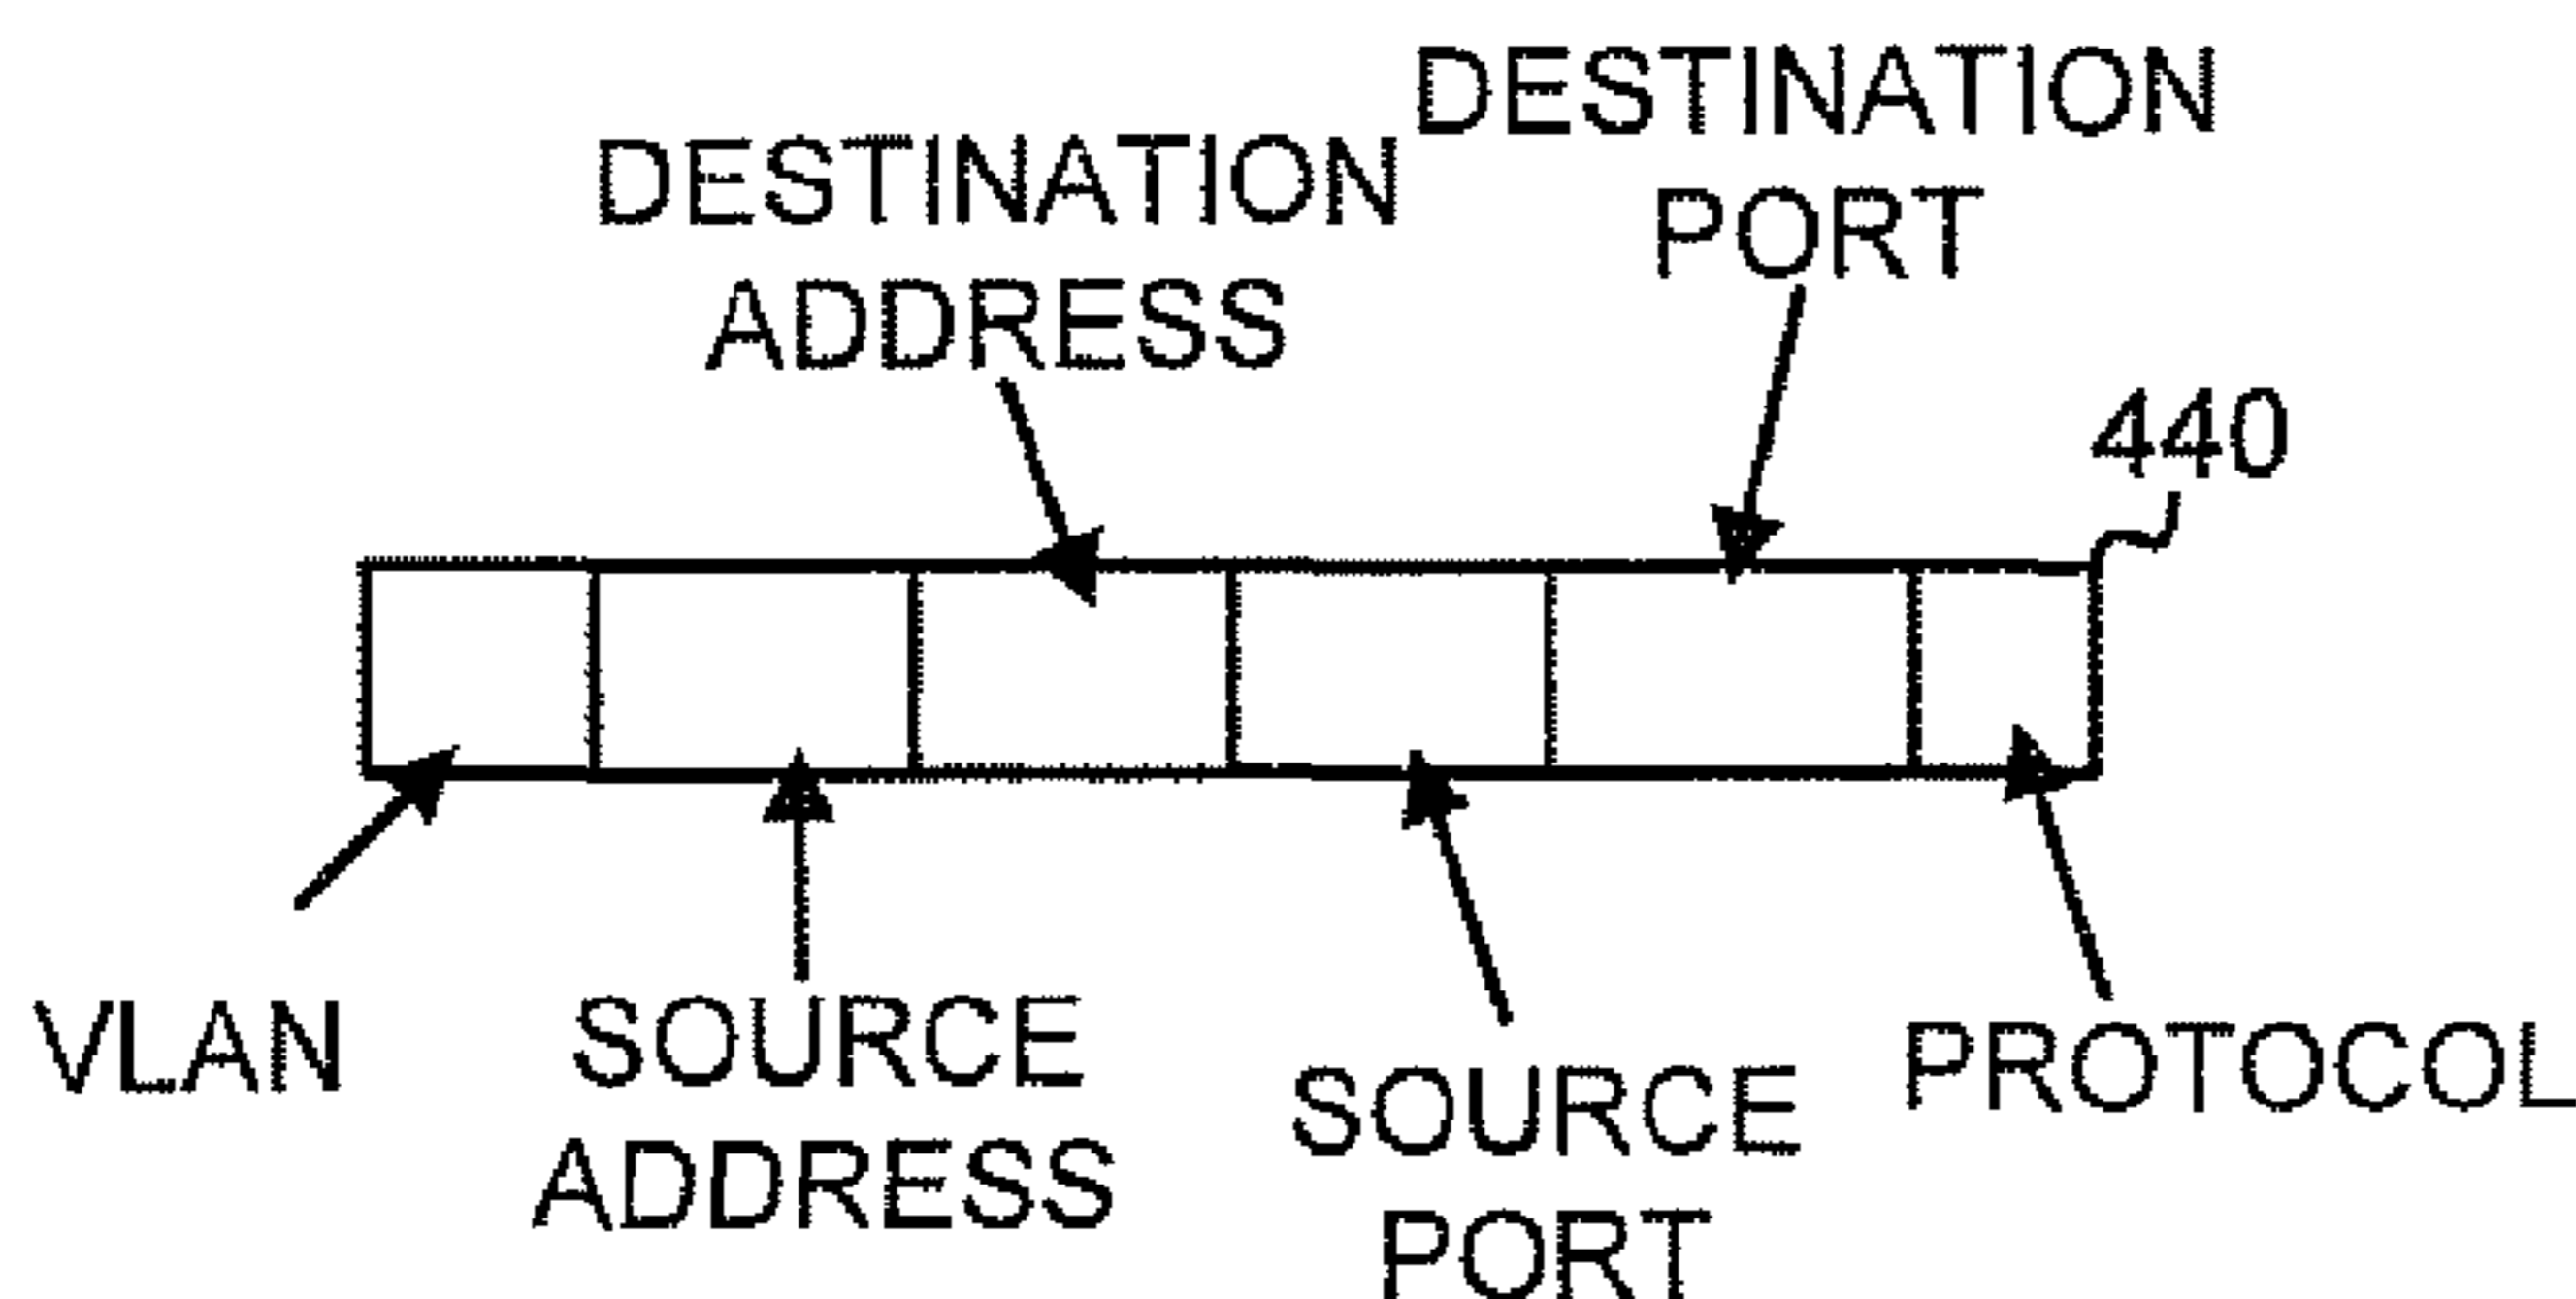 DESTINATION
PORT
DESTINATION
ADDRESS
440
VLAN
SOURCE
ADDRESS
SOURCE
PORT
PROTOCOL